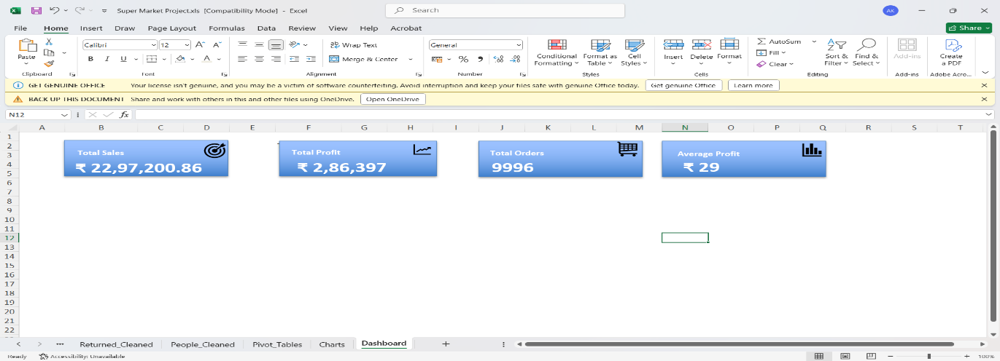 Super Market Project.xls [Compatibility Mode] - Excel
Search
AK
File Home Insert Draw Page Layout Formulas Data Review View Help Acrobat
Share
Paste
Clipboard
Calibri 12 A A
B I U A
Font
Wrap Text
Merge & Center
Alignment
General
% 9
Number
Conditional Formatting
Format as Table
Cell Styles
Styles
Insert Delete Format
Cells
AutoSum
Fill
Clear
Sort & Filter
Find & Select
Editing
Add-ins
Add-ins
Create a PDF
Adobe Acro...
GET GENUINE OFFICE Your license isn't genuine, and you may be a victim of software counterfeiting. Avoid interruption and keep your files safe with genuine Office today. Get genuine Office Learn more
BACK UP THIS DOCUMENT Share and work with others in this and other files using OneDrive. Open OneDrive
N12 fx
A B C D E F G H I J K L M N O P Q R S T
1
2
3
4
5
6
7
8
9
10
11
12
13
14
15
16
17
18
19
20
21
22
Total Sales
₹ 22,97,200.86
Total Profit
₹ 2,86,397
Total Orders
9996
Average Profit
₹ 29
Returned_Cleaned People_Cleaned Pivot_Tables Charts Dashboard
Ready Accessibility: Unavailable 100%